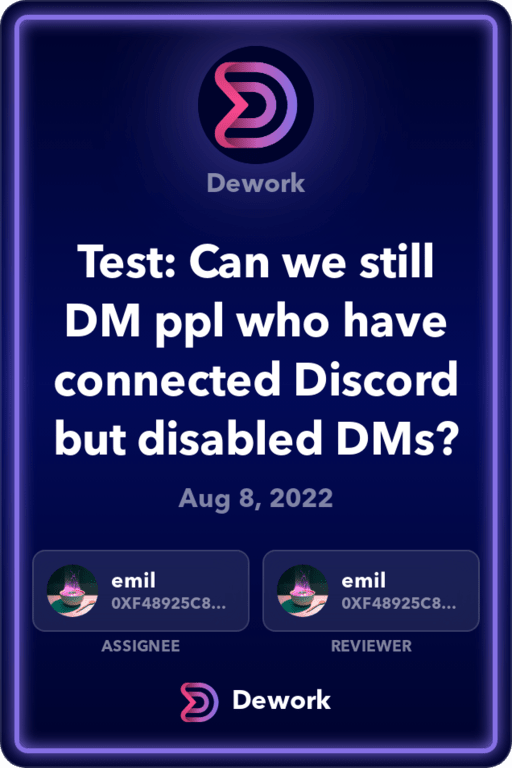 Dework
Test: Can we still
DM ppl who have
connected Discord
but disabled DMs?
Aug 8, 2022
emil
0XF48925C8...
ASSIGNEE
emil
0XF48925C8...
REVIEWER
Dework